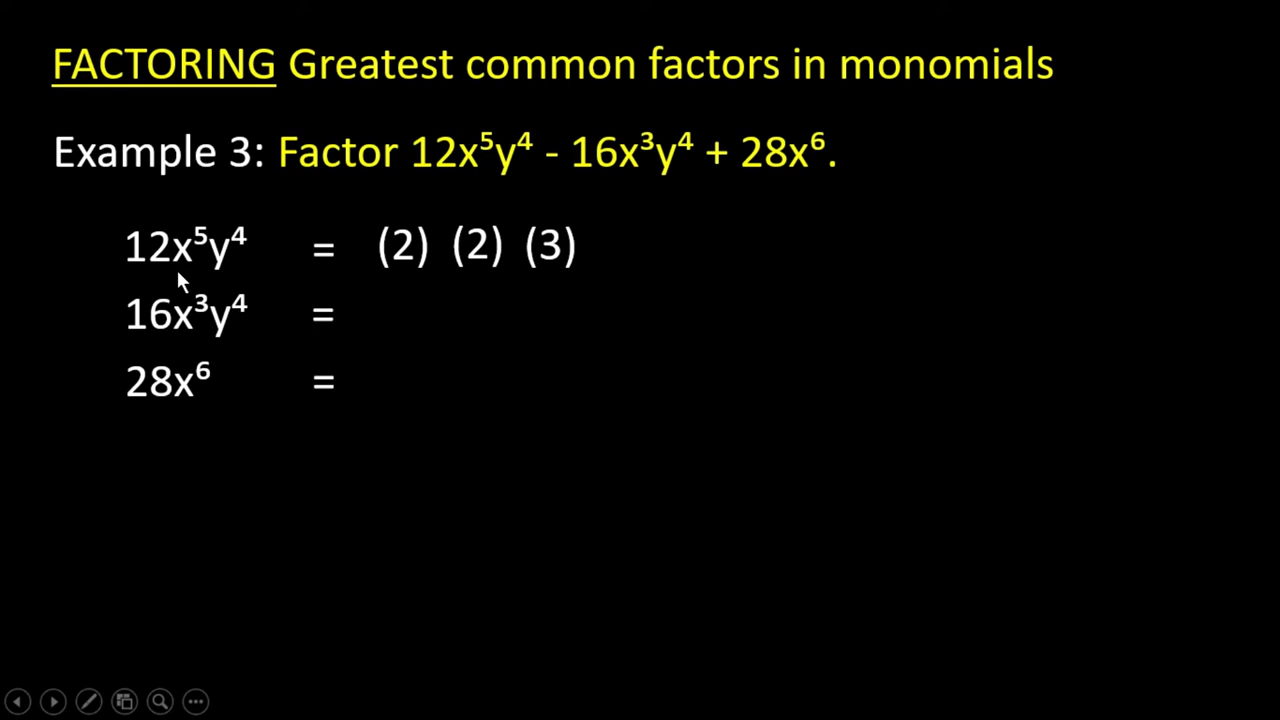 FACTORING Greatest common factors in monomials
Example 3: Factor 12x⁵y⁴ - 16x³y⁴ + 28x⁶.
12x⁵y⁴ = (2) (2) (3)
16x³y⁴ =
28x⁶ =